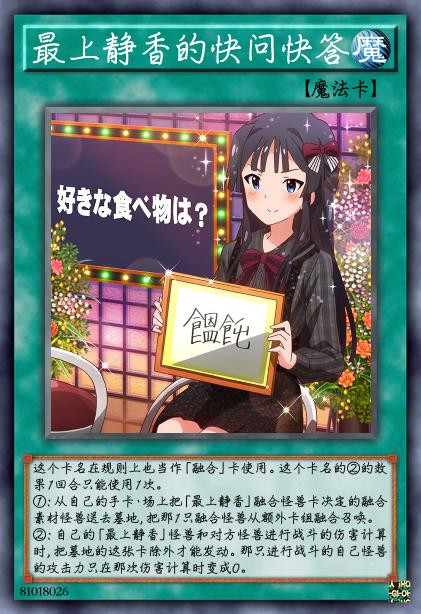 最上静香的快问快答
魔
【魔法卡】
好きな食べ物は？
饂飩
这个卡名在规则上也当作「融合」卡使用。这个卡名的②的效
果1回合只能使用1次。
①:从自己的手卡·场上把「最上静香」融合怪兽卡决定的融合
素材怪兽送去墓地,把那1只融合怪兽从额外卡组融合召唤。
②:自己的「最上静香」怪兽和对方怪兽进行战斗的伤害计算
时,把墓地的这张卡除外才能发动。那只进行战斗的自己怪兽
的攻击力只在那次伤害计算时变成0。
81018026